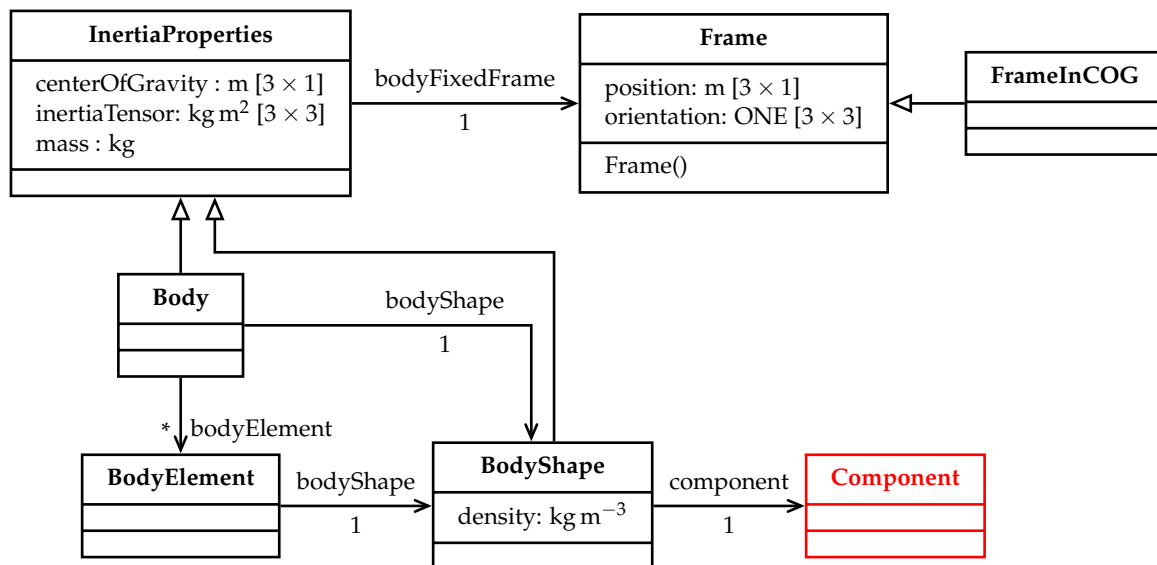 InertiaProperties
centerOfGravity : m [3 × 1]
inertiaTensor: kg m² [3 × 3]
mass : kg
bodyFixedFrame
1
Frame
position: m [3 × 1]
orientation: ONE [3 × 3]
Frame()
FrameInCOG
Body
bodyShape
1
* bodyElement
BodyElement
bodyShape
1
BodyShape
density: kg m⁻³
component
1
Component